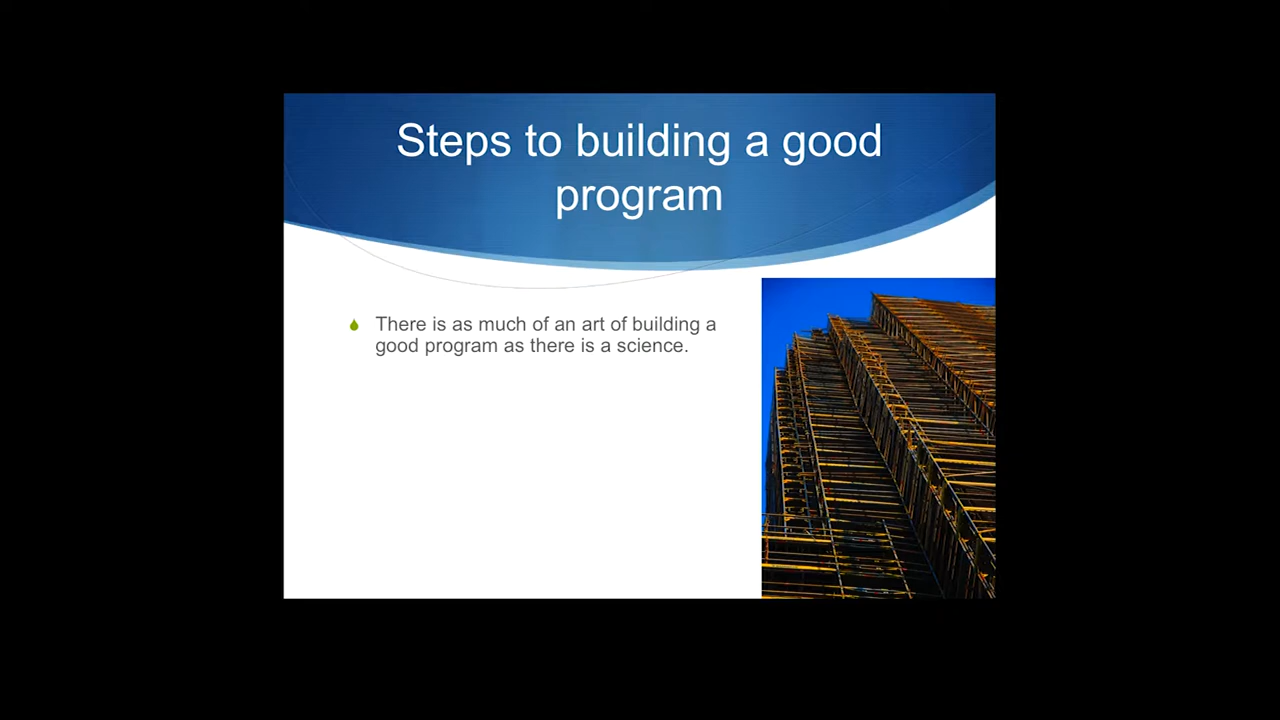 Steps to building a good
program
There is as much of an art of building a
good program as there is a science.